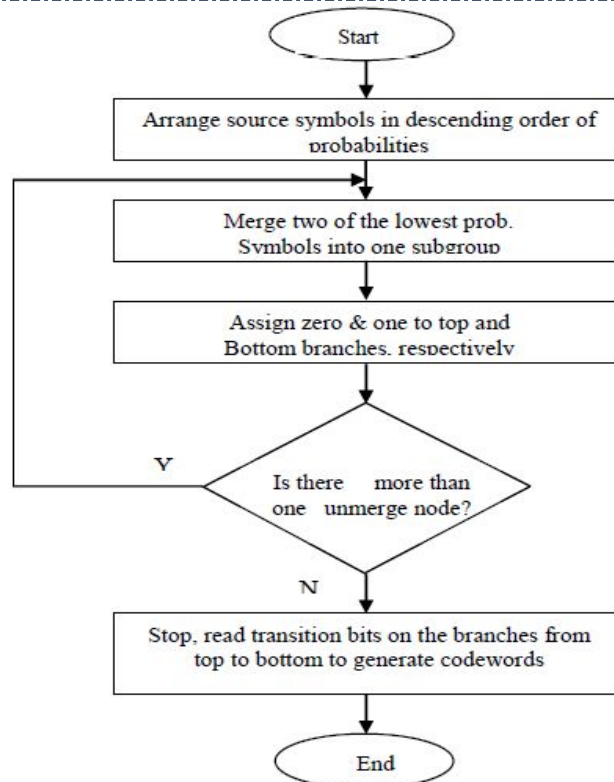 Start
Arrange source symbols in descending order of
probabilities
Merge two of the lowest prob.
Symbols into one subgroup
Assign zero & one to top and
Bottom branches, respectively
Y
Is there more than
one unmerge node?
N
Stop, read transition bits on the branches from
top to bottom to generate codewords
End